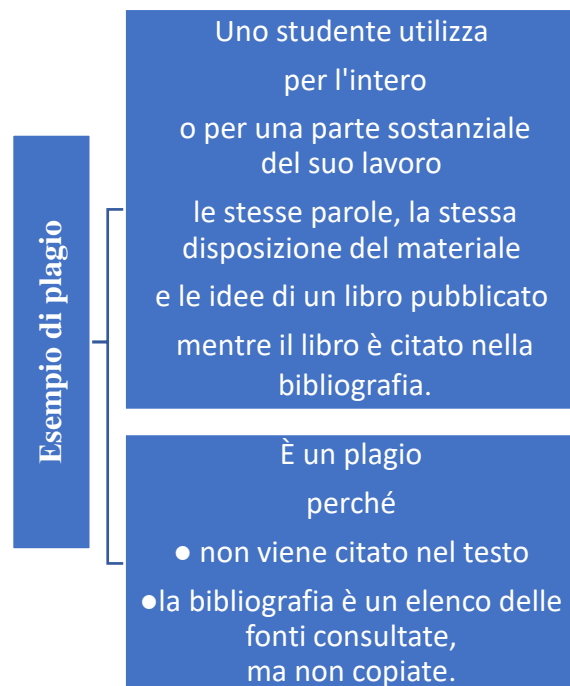 Esempio di plagio
Uno studente utilizza
per l'intero
o per una parte sostanziale
del suo lavoro
le stesse parole, la stessa
disposizione del materiale
e le idee di un libro pubblicato
mentre il libro è citato nella
bibliografia.
È un plagio
perché
● non viene citato nel testo
●la bibliografia è un elenco delle
fonti consultate,
ma non copiate.